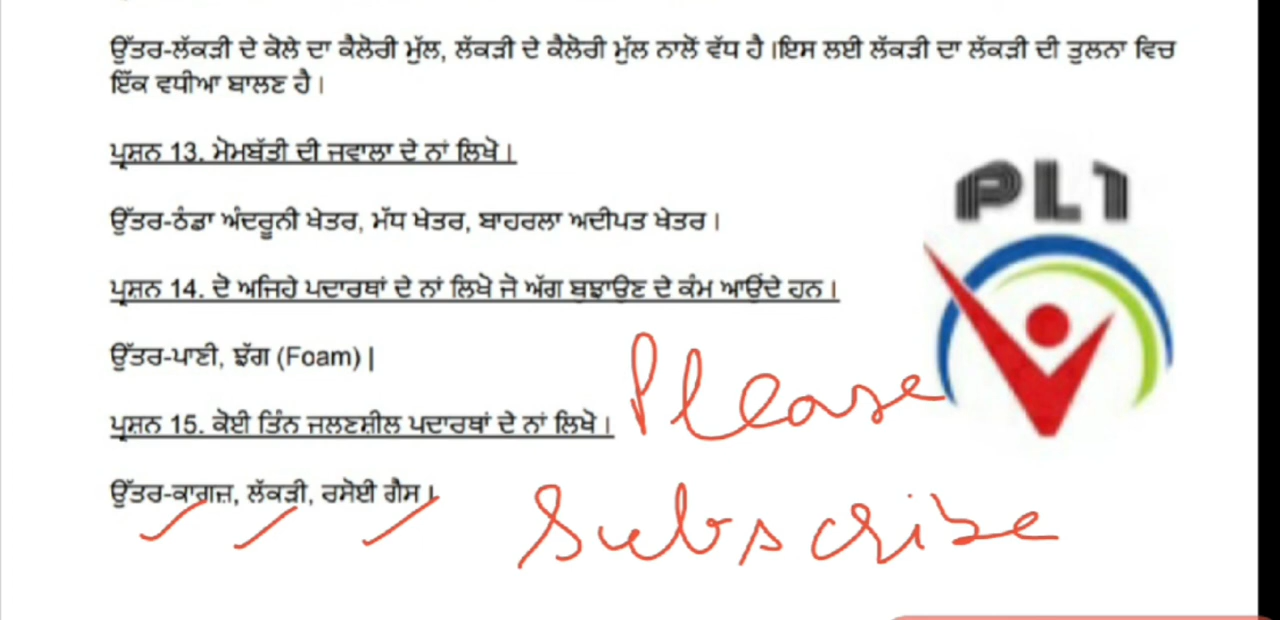 ਉੱਤਰ-ਲੱਕੜੀ ਦੇ ਕੋਲੇ ਦਾ ਕੈਲੋਰੀ ਮੁੱਲ, ਲੱਕੜੀ ਦੇ ਕੈਲੋਰੀ ਮੁੱਲ ਨਾਲੋਂ ਵੱਧ ਹੈ।ਇਸ ਲਈ ਲੱਕੜੀ ਦਾ ਲੱਕੜੀ ਦੀ ਤੁਲਨਾ ਵਿਚ
ਇੱਕ ਵਧੀਆ ਬਾਲਣ ਹੈ।
ਪ੍ਰਸ਼ਨ 13. ਮੋਮਬੱਤੀ ਦੀ ਜਵਾਲਾ ਦੇ ਨਾਂ ਲਿਖੋ।
PL1
ਉੱਤਰ-ਠੰਡਾ ਅੰਦਰੂਨੀ ਖੇਤਰ, ਮੱਧ ਖੇਤਰ, ਬਾਹਰਲਾ ਅਦੀਪਤ ਖੇਤਰ।
ਪ੍ਰਸ਼ਨ 14. ਦੋ ਅਜਿਹੇ ਪਦਾਰਥਾਂ ਦੇ ਨਾਂ ਲਿਖੋ ਜੋ ਅੱਗ ਬੁਝਾਉਣ ਦੇ ਕੰਮ ਆਉਂਦੇ ਹਨ।
ਉੱਤਰ-ਪਾਣੀ, ਝੱਗ (Foam)|
Please
ਪ੍ਰਸ਼ਨ 15. ਕੋਈ ਤਿੰਨ ਜਲਣਸ਼ੀਲ ਪਦਾਰਥਾਂ ਦੇ ਨਾਂ ਲਿਖੋ।
ਉੱਤਰ-ਕਾਗਜ਼, ਲੱਕੜੀ, ਰਸੋਈ ਗੈਸ।
Subscribe